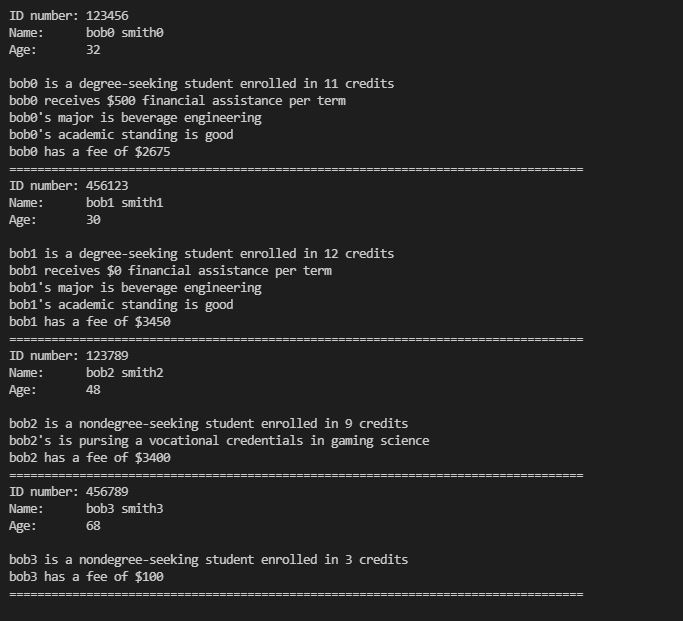 ID number: 123456
Name:      bob0 smith0
Age:       32

bob0 is a degree-seeking student enrolled in 11 credits
bob0 receives $500 financial assistance per term
bob0's major is beverage engineering
bob0's academic standing is good
bob0 has a fee of $2675
==================================================================================
ID number: 456123
Name:      bob1 smith1
Age:       30

bob1 is a degree-seeking student enrolled in 12 credits
bob1 receives $0 financial assistance per term
bob1's major is beverage engineering
bob1's academic standing is good
bob1 has a fee of $3450
==================================================================================
ID number: 123789
Name:      bob2 smith2
Age:       48

bob2 is a nondegree-seeking student enrolled in 9 credits
bob2's is pursing a vocational credentials in gaming science
bob2 has a fee of $3400
==================================================================================
ID number: 456789
Name:      bob3 smith3
Age:       68

bob3 is a nondegree-seeking student enrolled in 3 credits
bob3 has a fee of $100
==================================================================================